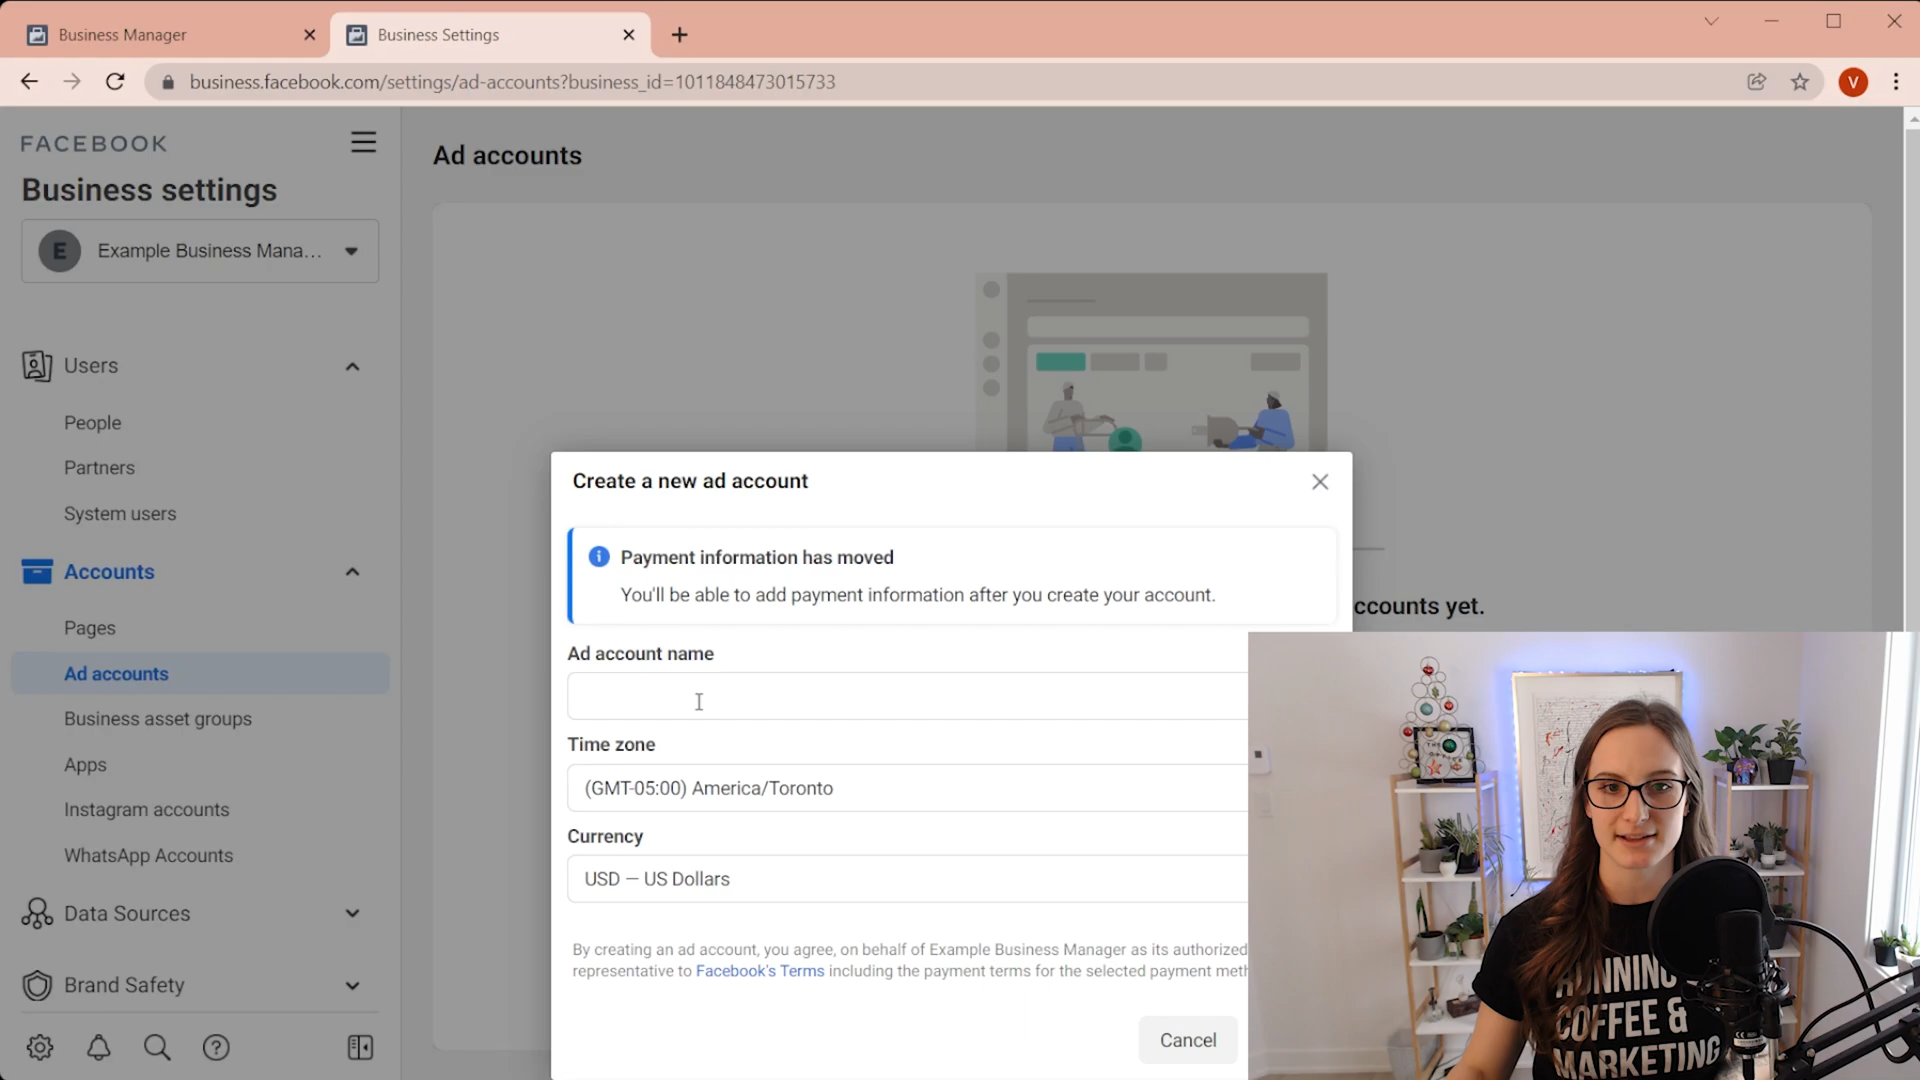 Business Manager
Business Settings
business.facebook.com/settings/ad-accounts?business_id=1011848473015733
V
FACEBOOK
Business settings
E
Example Business Mana...
Users
People
Partners
System users
Accounts
Pages
Ad accounts
Business asset groups
Apps
Instagram accounts
WhatsApp Accounts
Data Sources
Brand Safety
Ad accounts
ccounts yet.
Create a new ad account
Payment information has moved
You'll be able to add payment information after you create your account.
Ad account name
Time zone
(GMT-05:00) America/Toronto
Currency
USD — US Dollars
By creating an ad account, you agree, on behalf of Example Business Manager as its authorized
representative to Facebook's Terms including the payment terms for the selected payment meth
Cancel
RUNNING
COFFEE &
MARKETING